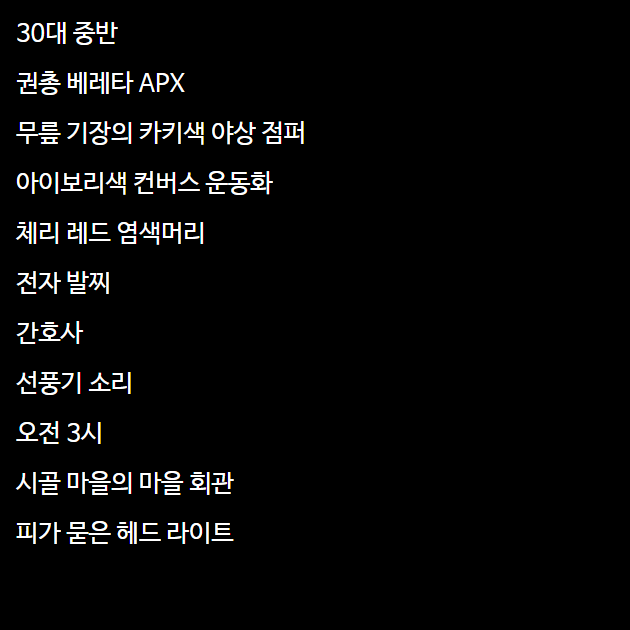 30대 중반
권총 베레타 APX
무릎 기장의 카키색 야상 점퍼
아이보리색 컨버스 운동화
체리 레드 염색머리
전자 발찌
간호사
선풍기 소리
오전 3시
시골 마을의 마을 회관
피가 묻은 헤드 라이트